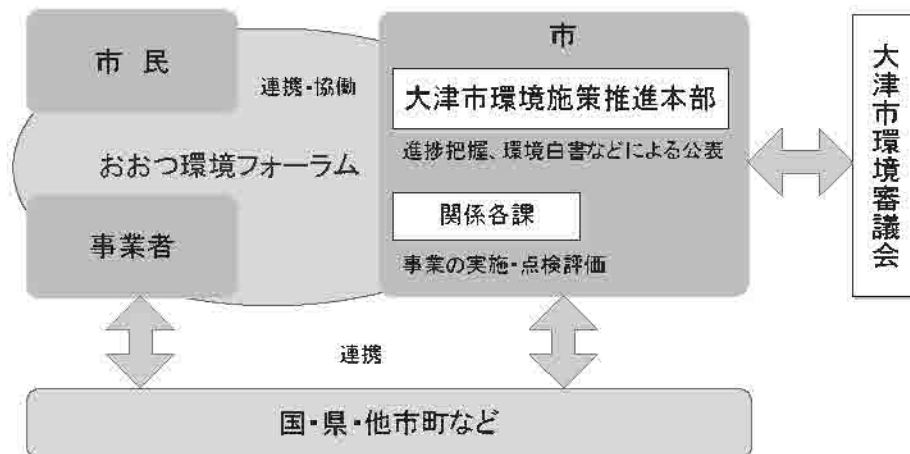 市民
連携・協働
おおつ環境フォーラム
事業者
市
大津市環境施策推進本部
進捗把握、環境白書などによる公表
関係各課
事業の実施・点検評価
大津市環境審議会
連携
国・県・他市町など